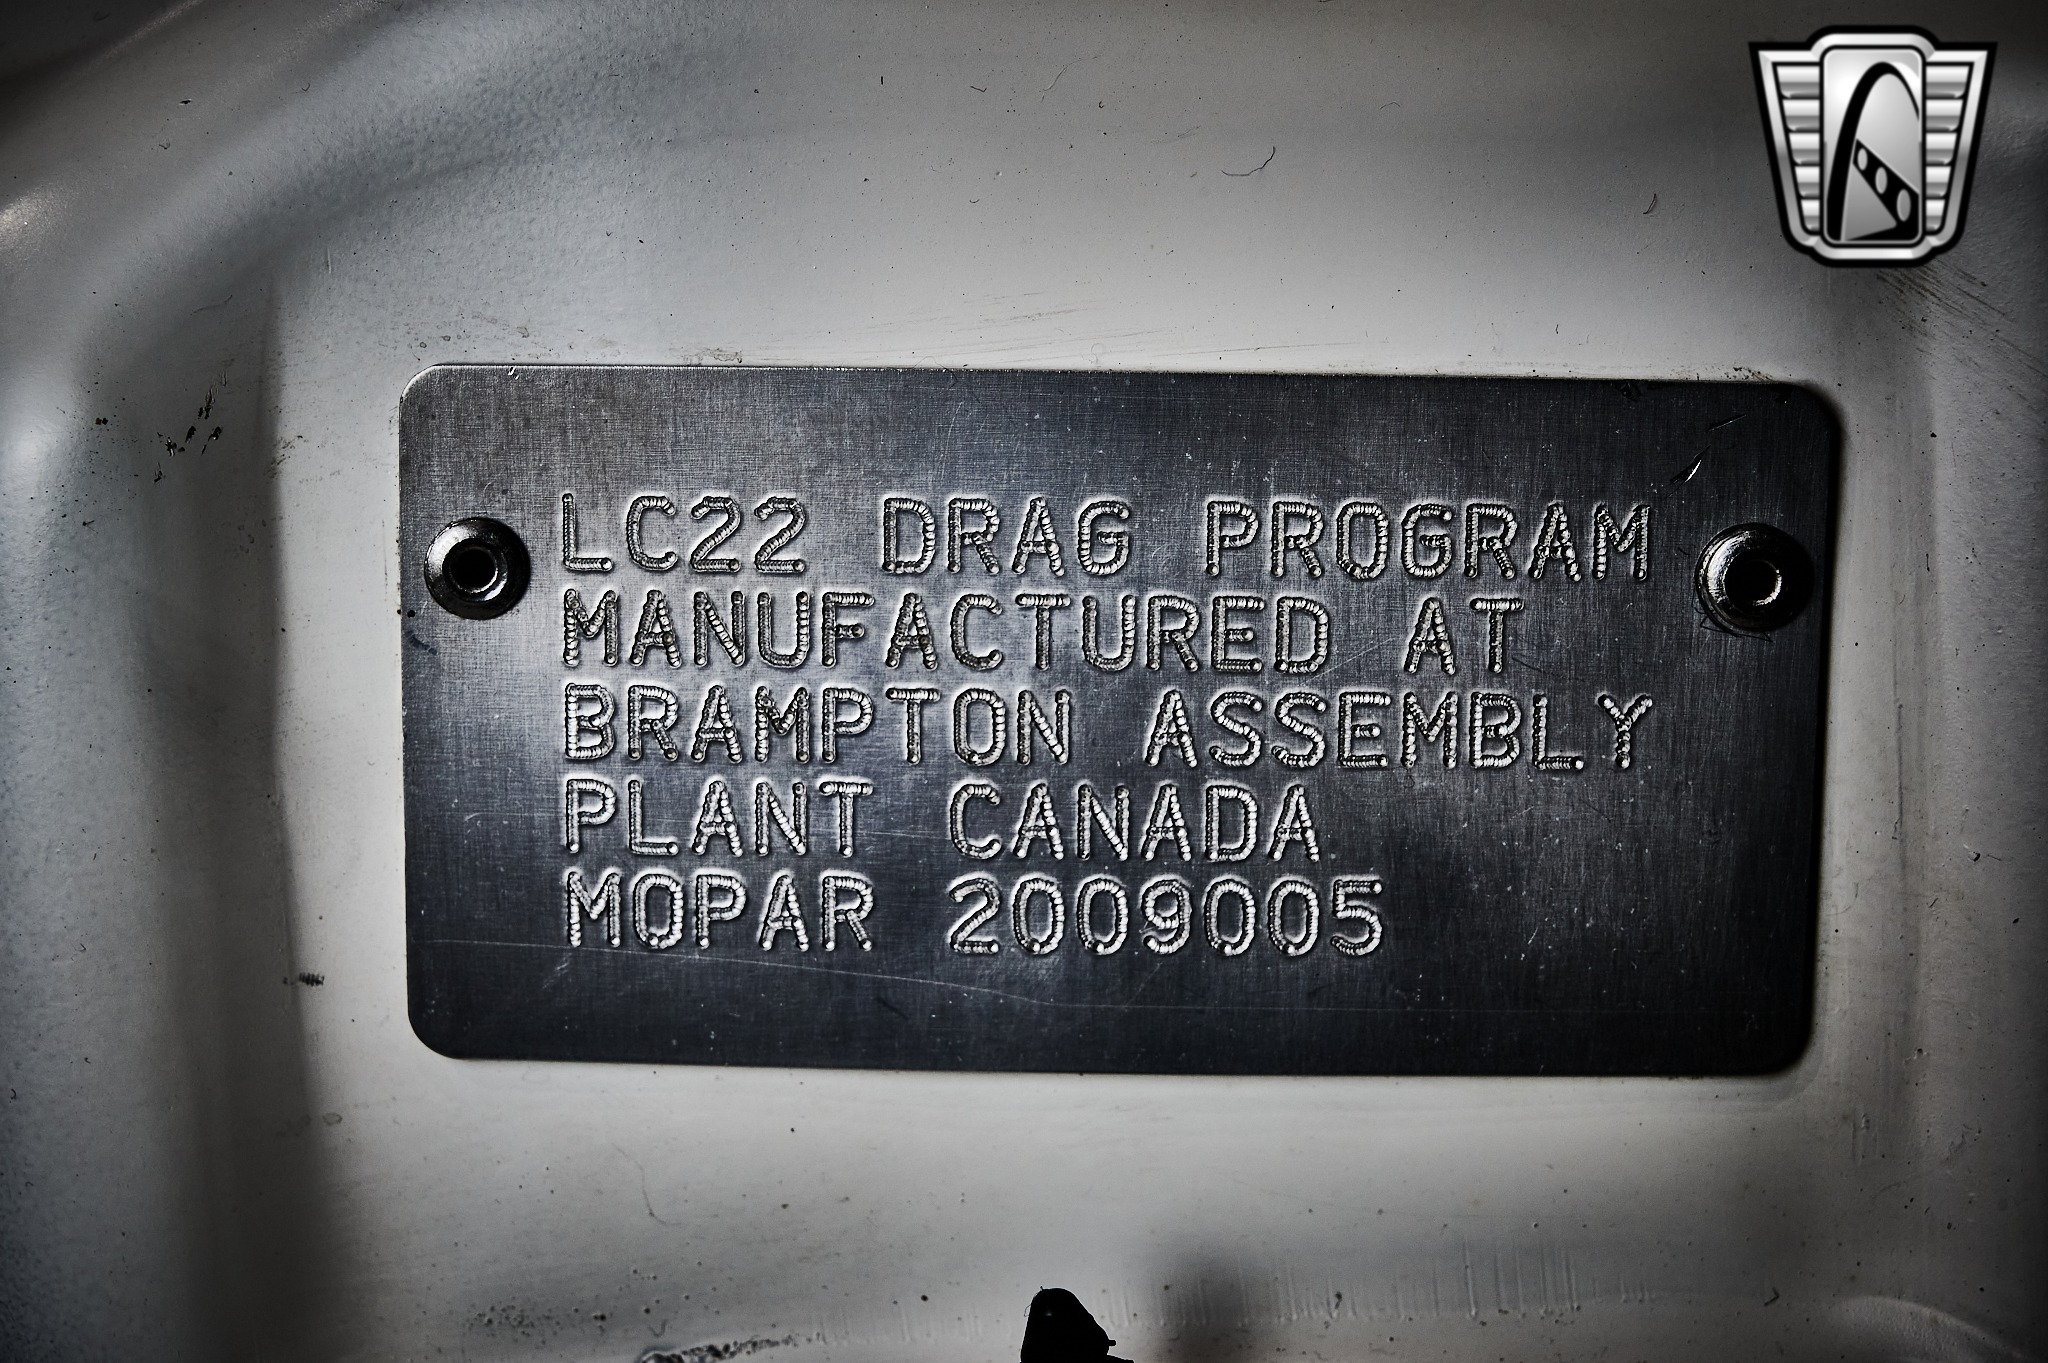 LC22 DRAG PROGRAM
MANUFACTURED AT
BRAMPTON ASSEMBLY
PLANT CANADA
MOPAR 2009005